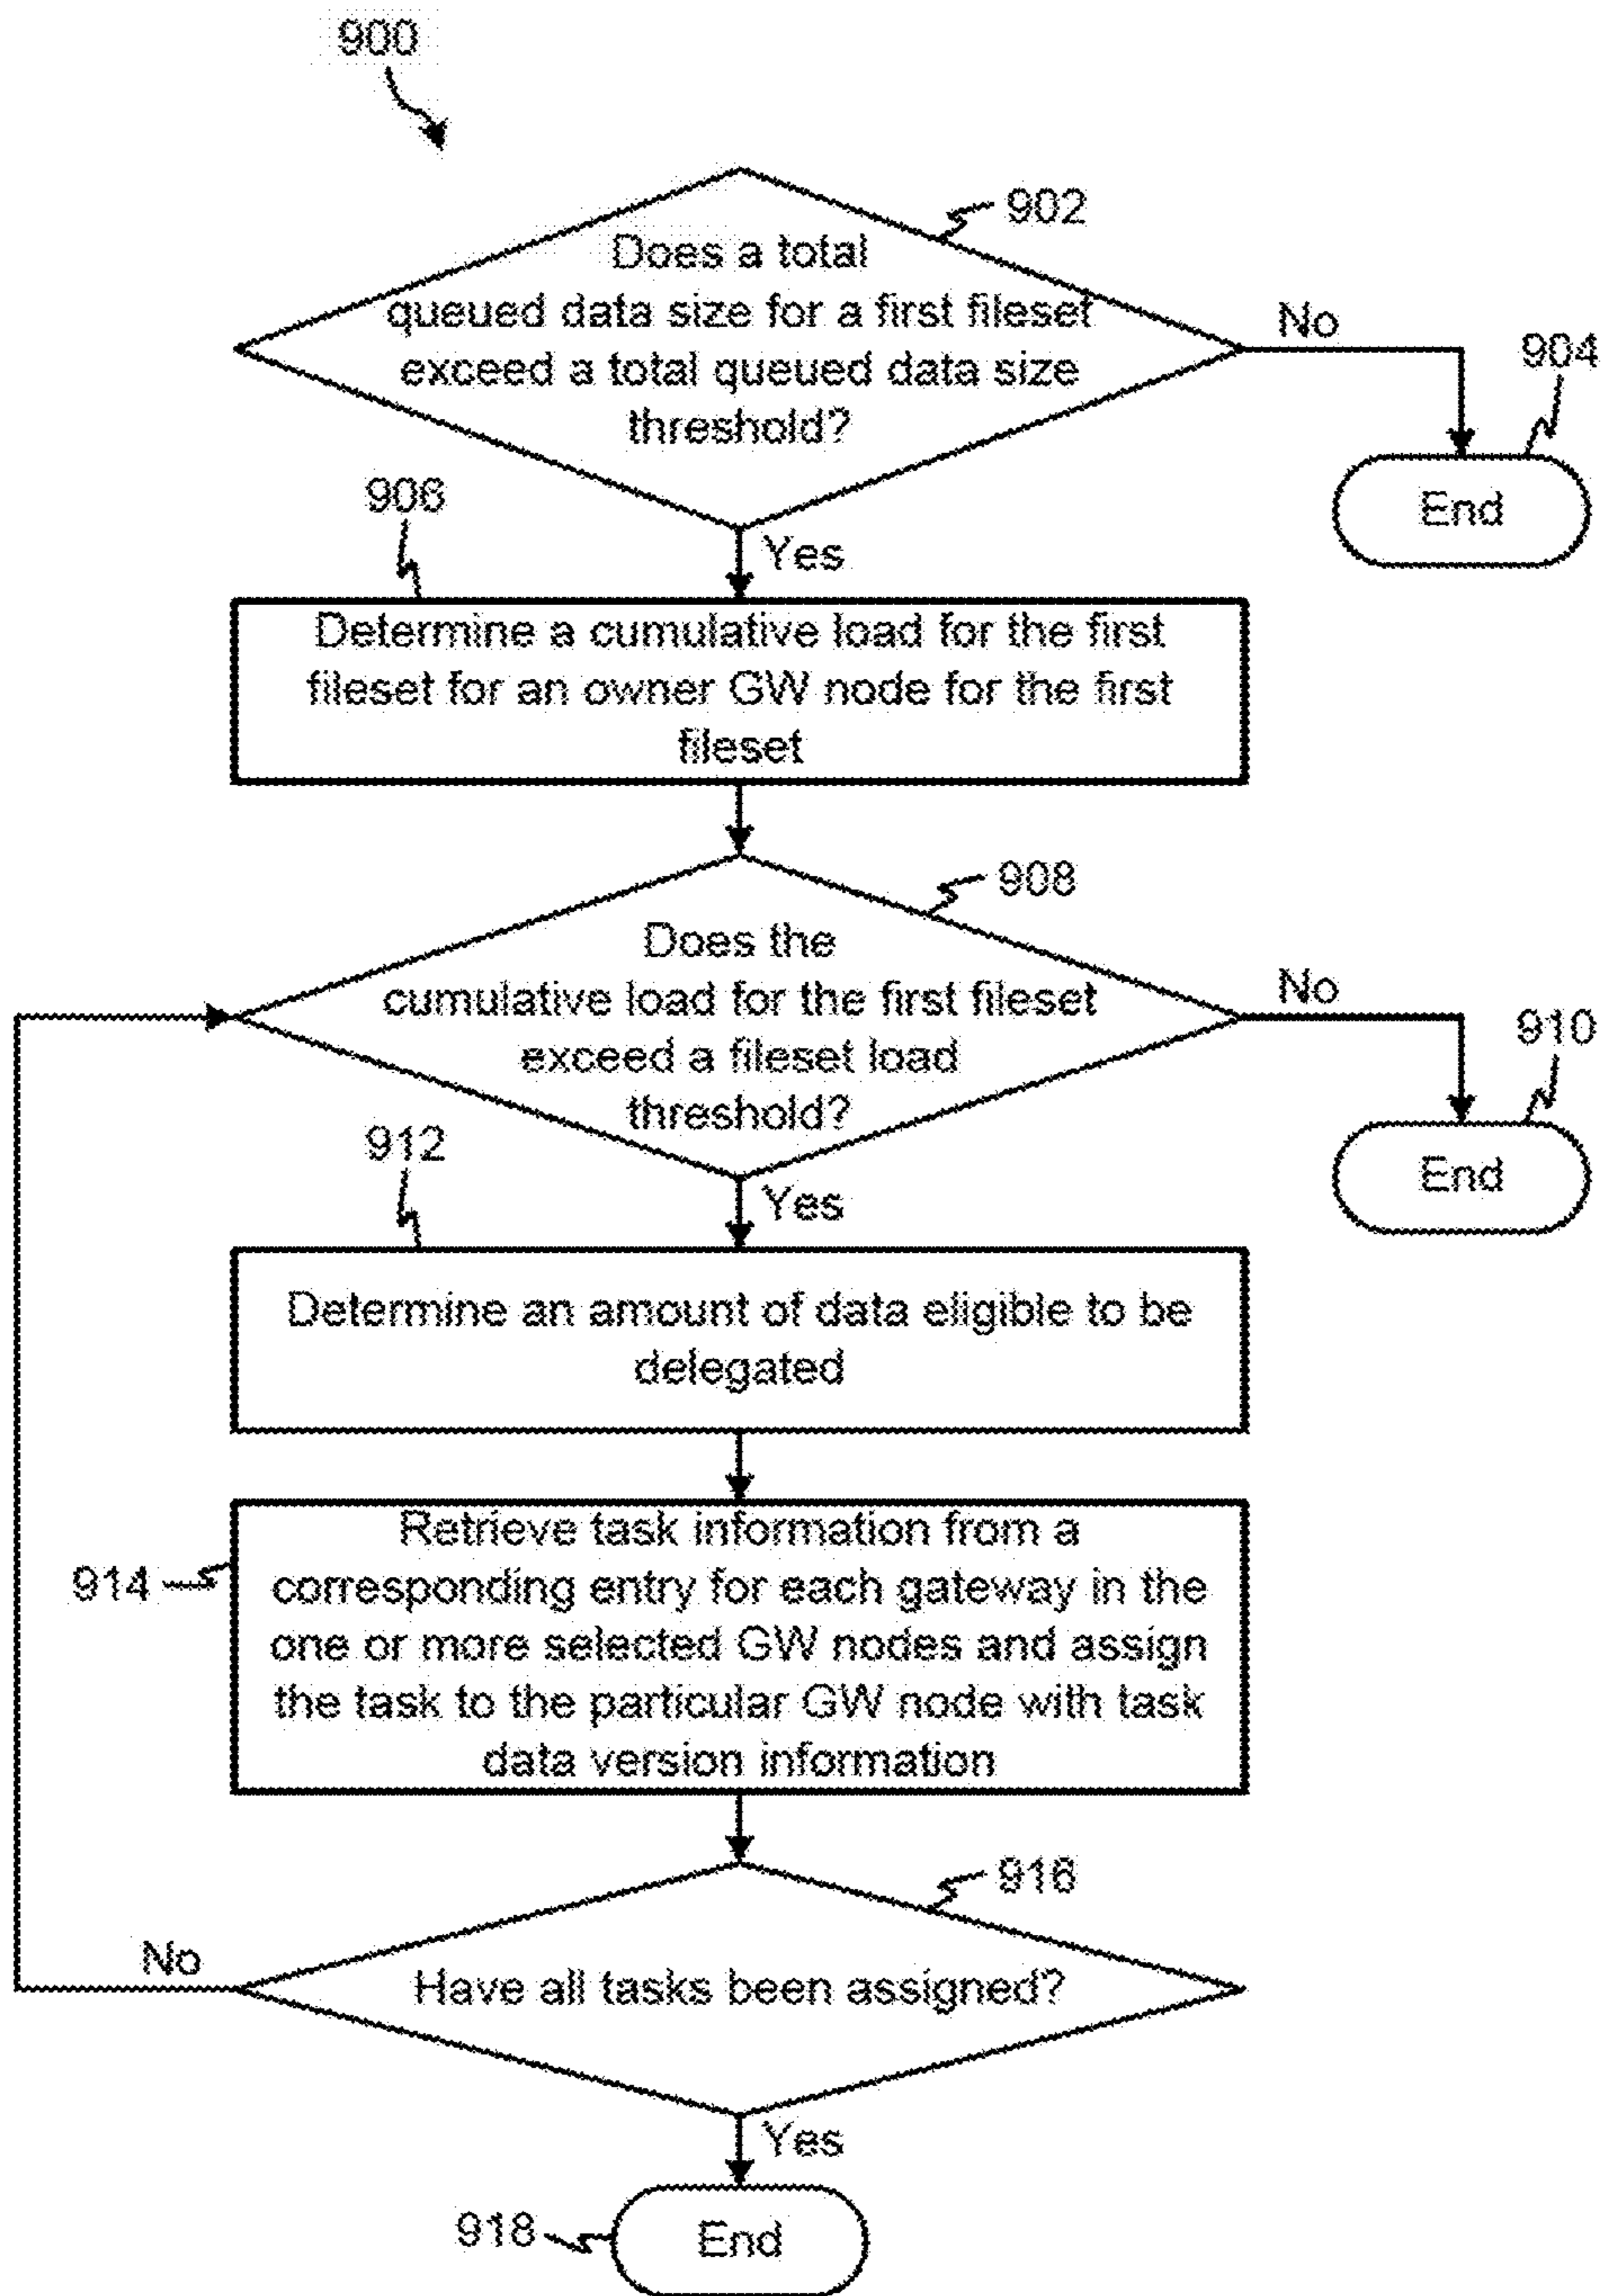 900
902
Does a total
queued data size for a first fileset
exceed a total queued data size
threshold?
No
904
End
906
Yes
Determine a cumulative load for the first
fileset for an owner GW node for the first
fileset
908
Does the
cumulative load for the first fileset
exceed a fileset load
threshold?
No
910
End
912
Yes
Determine an amount of data eligible to be
delegated
914
Retrieve task information from a
corresponding entry for each gateway in the
one or more selected GW nodes and assign
the task to the particular GW node with task
data version information
916
Have all tasks been assigned?
No
Yes
918
End